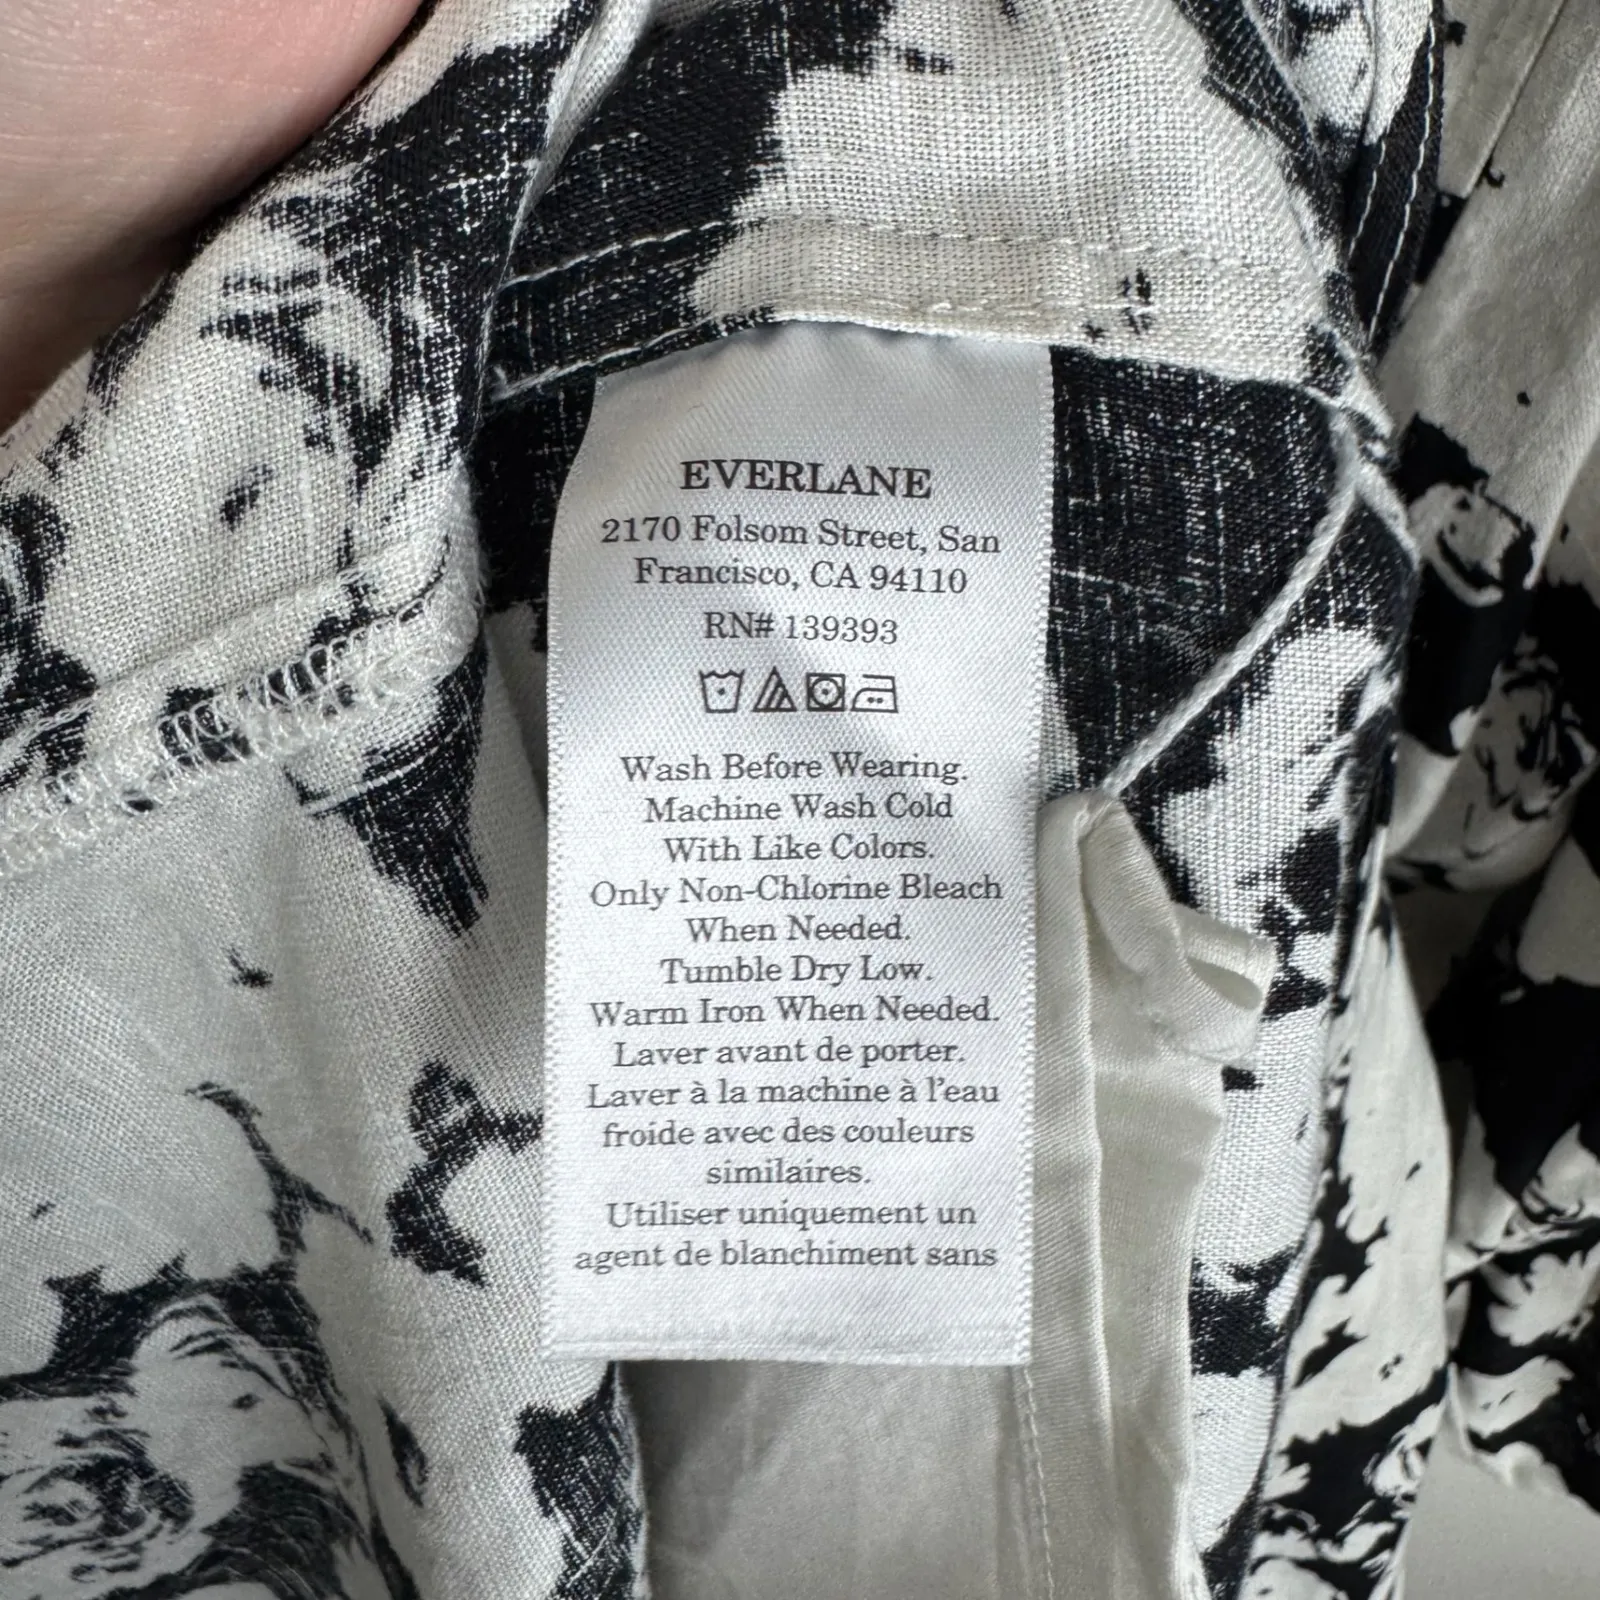 EVERLANE
2170 Folsom Street, San
Francisco, CA 94110
RN# 139393
Wash Before Wearing.
Machine Wash Cold
With Like Colors.
Only Non-Chlorine Bleach
When Needed.
Tumble Dry Low.
Warm Iron When Needed.
Laver avant de porter.
Laver à la machine à l'eau
froide avec des couleurs
similaires.
Utiliser uniquement un
agent de blanchiment sans